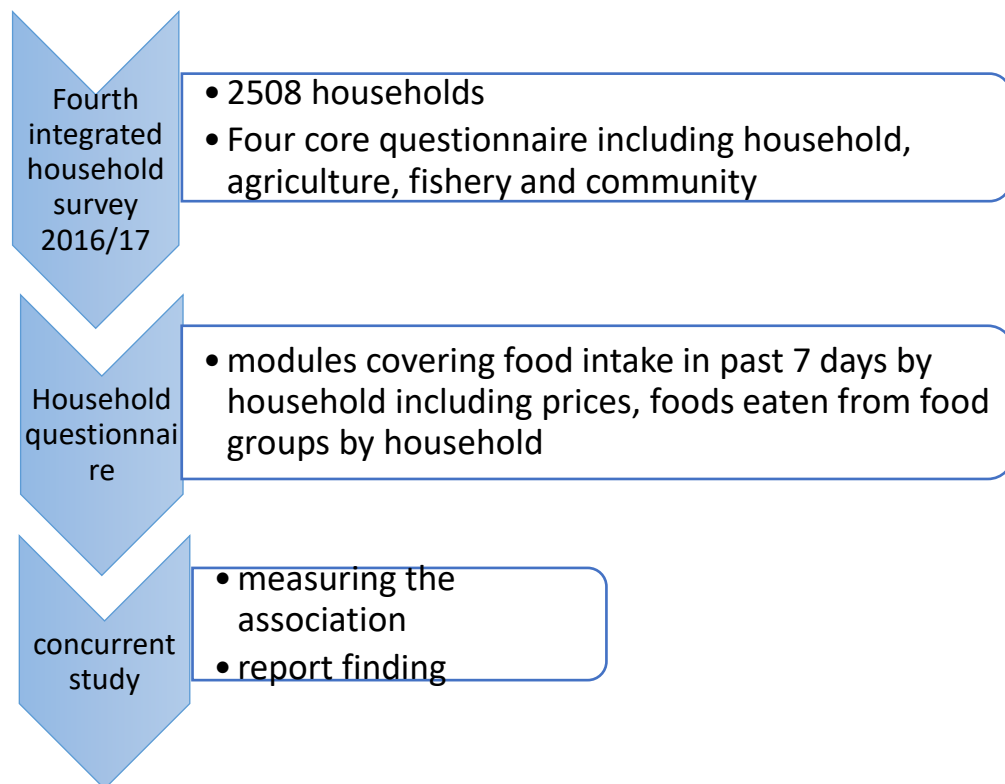 Fourth
integrated
household
survey
2016/17
• 2508 households
• Four core questionnaire including household,
agriculture, fishery and community
Household
questionnai
re
• modules covering food intake in past 7 days by
household including prices, foods eaten from food
groups by household
concurrent
study
• measuring the
association
• report finding